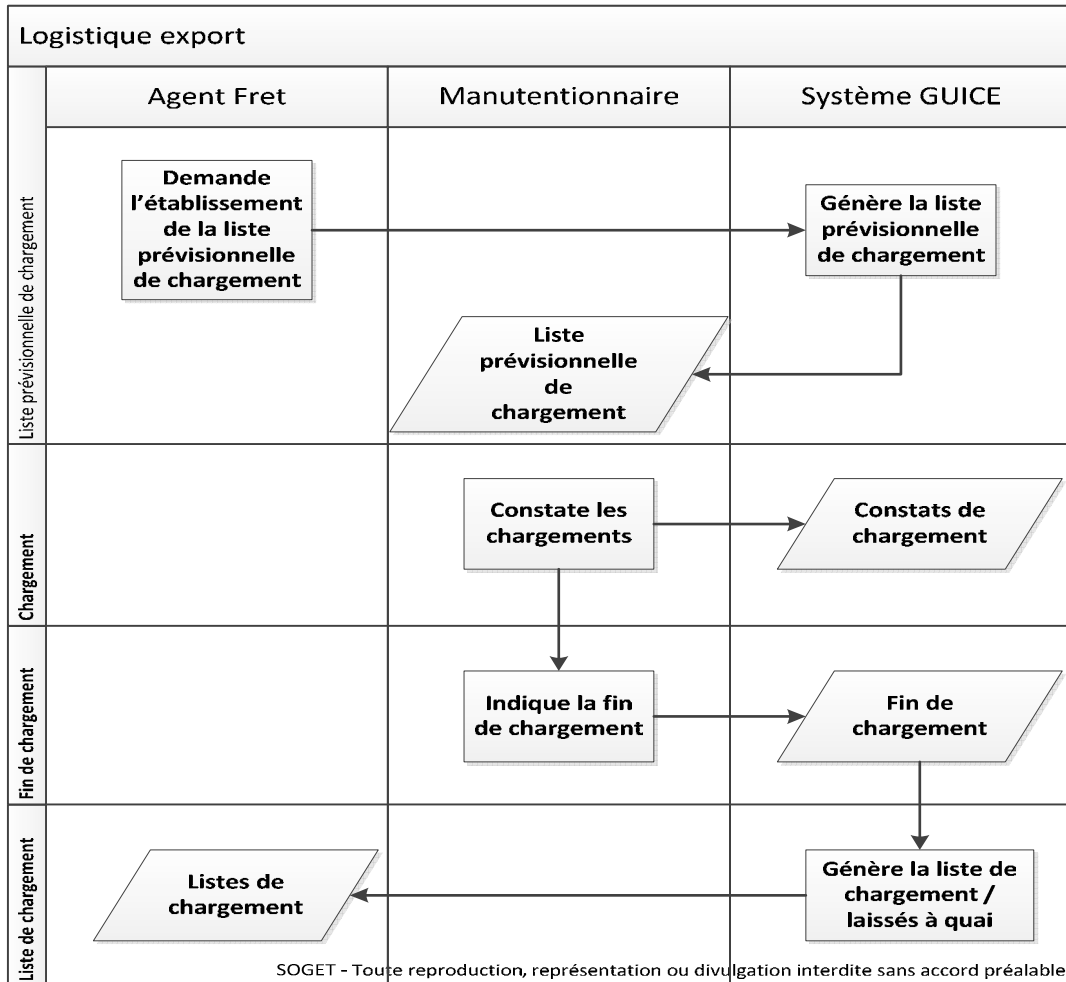 Logistique export
Agent Fret
Manutentionnaire
Système GUICE
Liste prévisionnelle de chargement
Demande
l'établissement
de la liste
prévisionnelle
de chargement
Génère la liste
prévisionnelle
de chargement
Liste
prévisionnelle
de
chargement
Chargement
Constate les
chargements
Constats de
chargement
Fin de chargement
Indique la fin
de chargement
Fin de
chargement
Liste de chargement
Listes de
chargement
Génère la liste de
chargement /
laissés à quai
SOGET - Toute reproduction, représentation ou divulgation interdite sans accord préalable